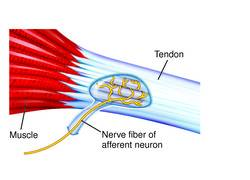 Tendon
Muscle
Nerve fiber of
afferent neuron